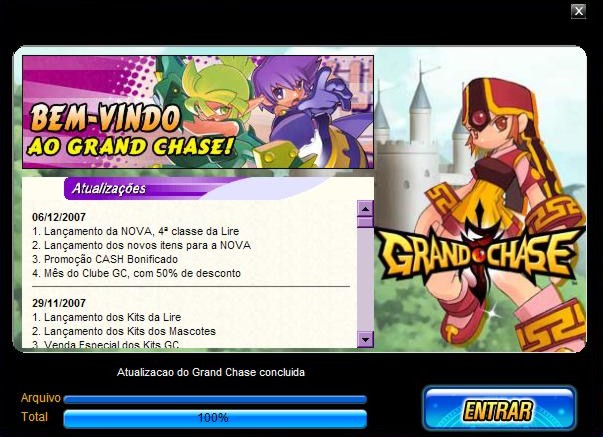 BEM-VINDO
AO GRAND CHASE!
Atualizações
06/12/2007
1. Lançamento da NOVA, 4ª classe da Lire
2. Lançamento dos novos itens para a NOVA
3. Promoção CASH Bonificado
4. Mês do Clube GC, com 50% de desconto
29/11/2007
1. Lançamento dos Kits da Lire
2. Lançamento dos Kits dos Mascotes
3. Venda Especial dos Kits GC
GRAND CHASE
Atualizacao do Grand Chase concluida
Arquivo
Total
100%
ENTRAR